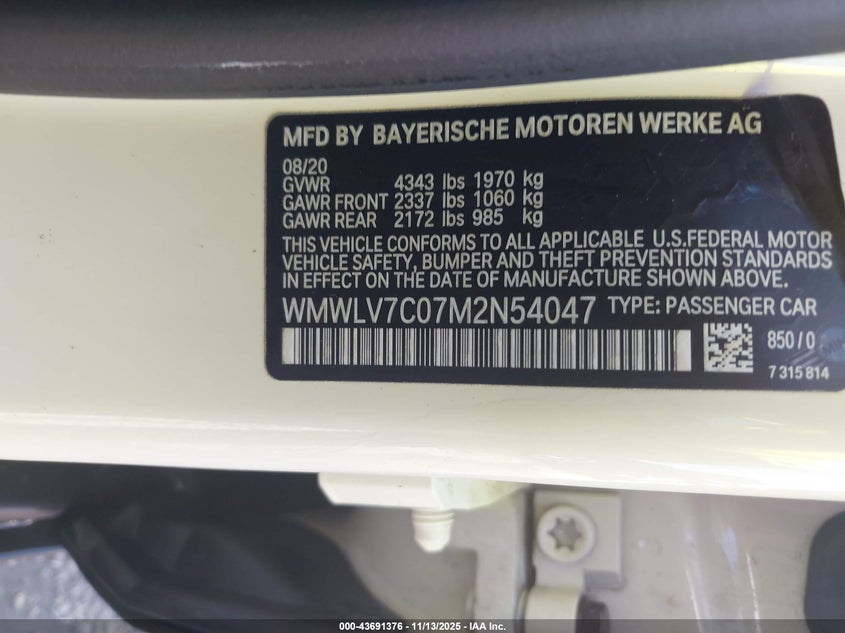 MFD BY BAYERISCHE MOTOREN WERKE AG
08/20
GVWR 4343 lbs 1970 kg
GAWR FRONT 2337 lbs 1060 kg
GAWR REAR 2172 lbs 985 kg
THIS VEHICLE CONFORMS TO ALL APPLICABLE U.S.FEDERAL MOTOR
VEHICLE SAFETY, BUMPER AND THEFT PREVENTION STANDARDS
IN EFFECT ON THE DATE OF MANUFACTURE SHOWN ABOVE.
WMWLV7C07M2N54047 TYPE: PASSENGER CAR
850/0
7 315 814
000-43691376 | 11/13/2025 - IAA Inc.